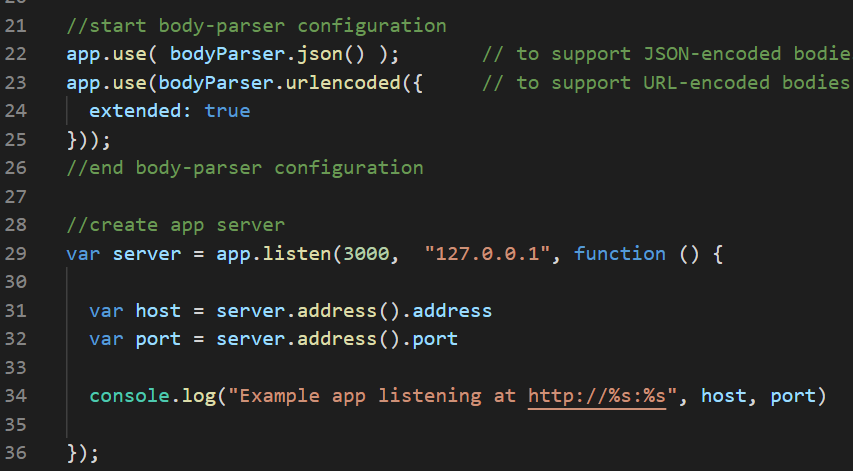 21 //start body-parser configuration
22 app.use( bodyParser.json() ); // to support JSON-encoded bodie
23 app.use(bodyParser.urlencoded({ // to support URL-encoded bodies
24 extended: true
25 }));
26 //end body-parser configuration
27
28 //create app server
29 var server = app.listen(3000,  "127.0.0.1", function () {
30
31 var host = server.address().address
32 var port = server.address().port
33
34 console.log("Example app listening at http://%s:%s", host, port)
35
36 });